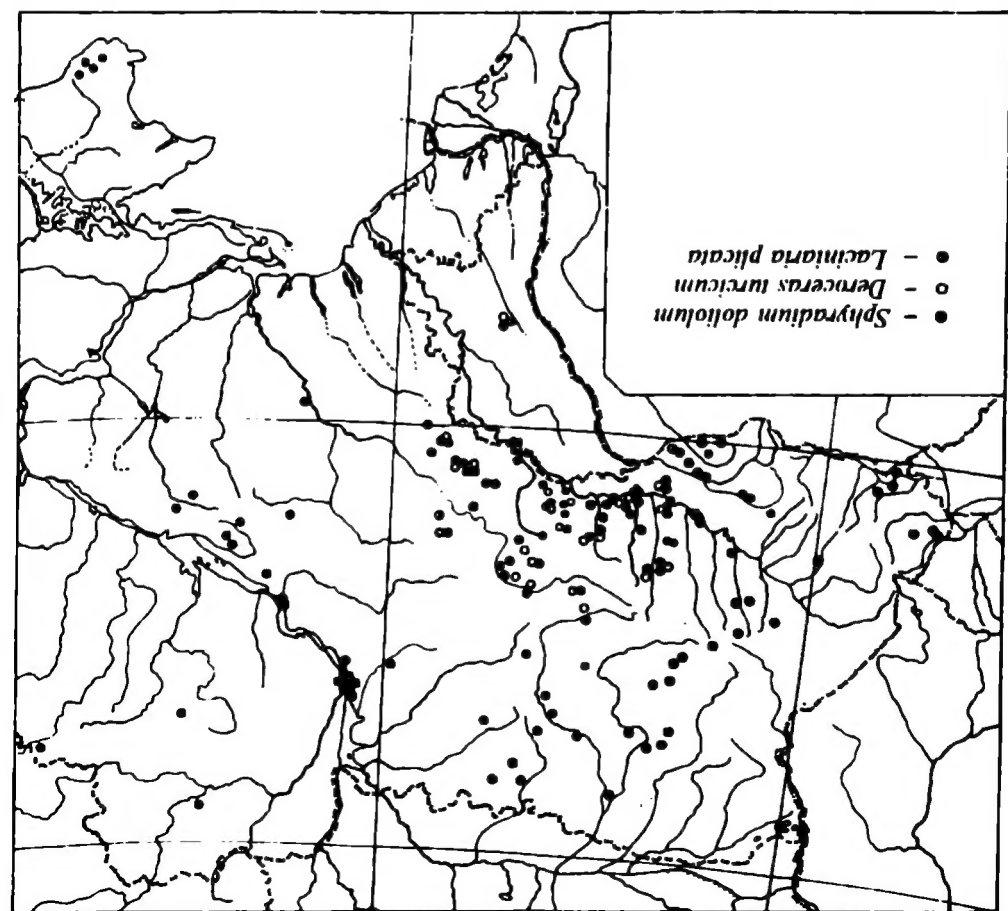 ● – Sphyradium doliolum
○ – Deroceras turcicum
● – Laciniaria plicata